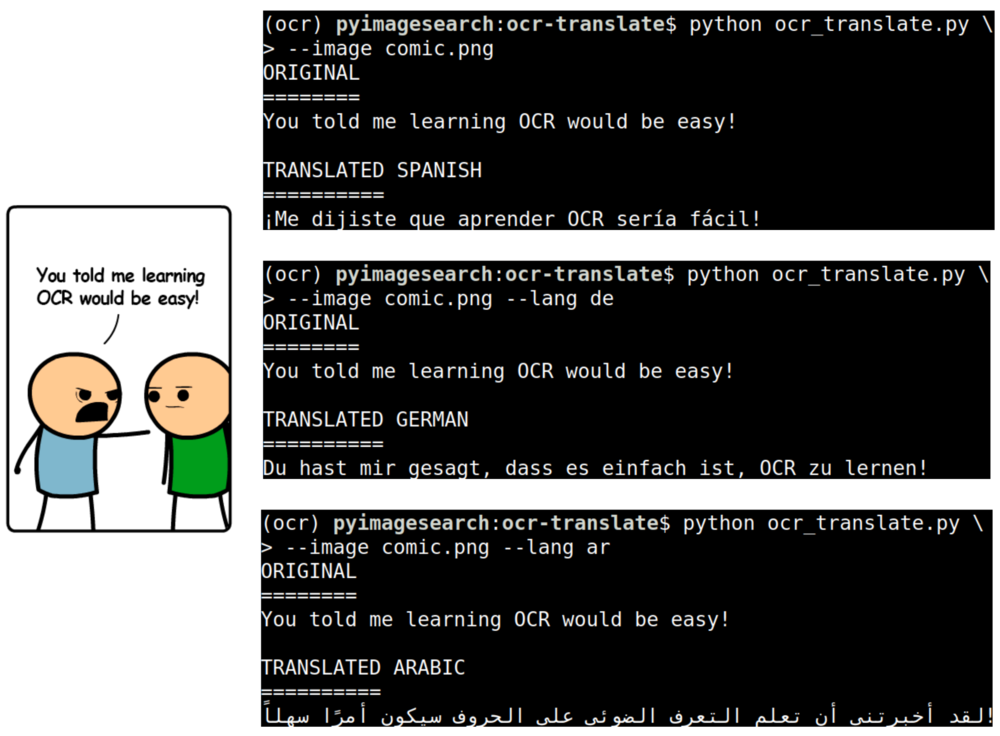 You told me learning
OCR would be easy!
(ocr) pyimagesearch:ocr-translate$ python ocr_translate.py \
> --image comic.png
ORIGINAL
========
You told me learning OCR would be easy!
TRANSLATED SPANISH
==========
¡Me dijiste que aprender OCR sería fácil!
(ocr) pyimagesearch:ocr-translate$ python ocr_translate.py \
> --image comic.png --lang de
ORIGINAL
========
You told me learning OCR would be easy!
TRANSLATED GERMAN
==========
Du hast mir gesagt, dass es einfach ist, OCR zu lernen!
(ocr) pyimagesearch:ocr-translate$ python ocr_translate.py \
> --image comic.png --lang ar
ORIGINAL
========
You told me learning OCR would be easy!
TRANSLATED ARABIC
==========
لقد أخبرتني أن تعلم التعرف الضوئي على الحروف سيكون أمرًا سهلاً!